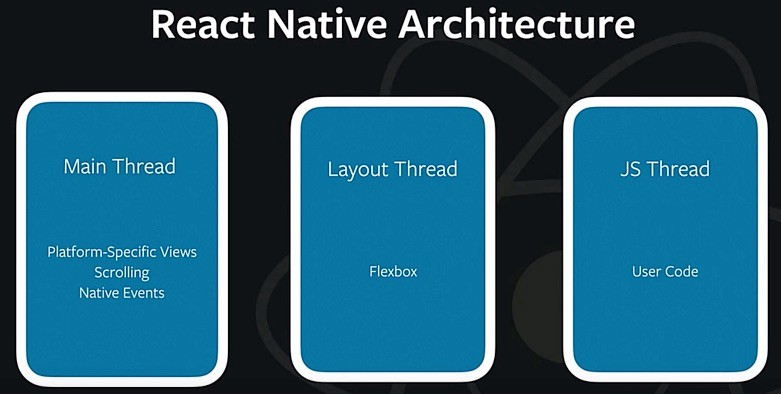 React Native Architecture
Main Thread
Platform-Specific Views
Scrolling
Native Events
Layout Thread
Flexbox
JS Thread
User Code